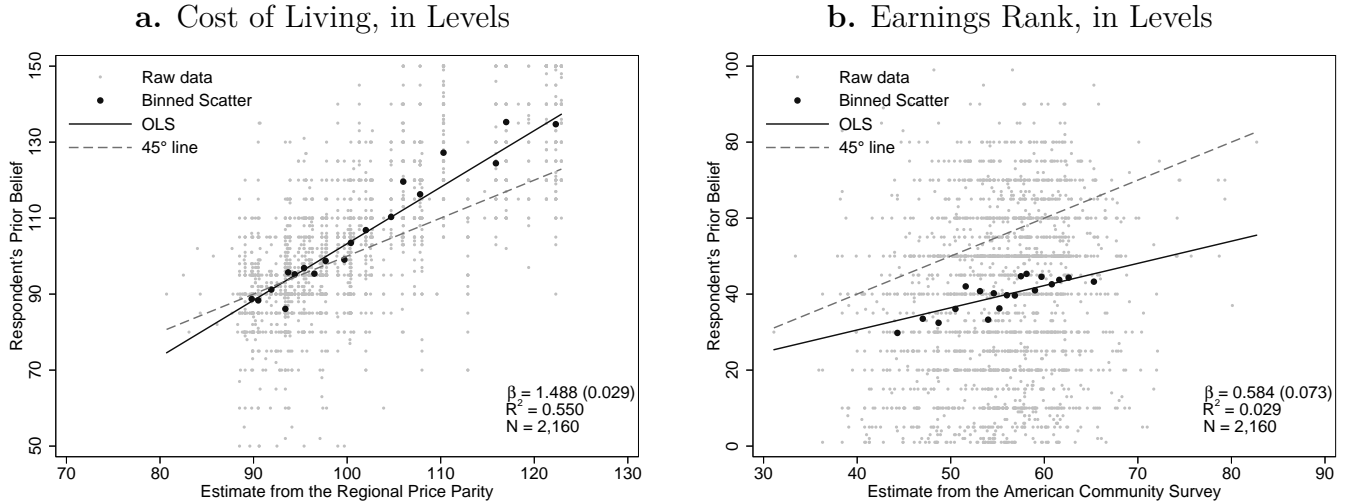 a. Cost of Living, in Levels
Respondent's Prior Belief
150
130
110
90
70
50
Raw data
Binned Scatter
OLS
45° line
β = 1.488 (0.029)
R² = 0.550
N = 2,160
70 80 90 100 110 120 130
Estimate from the Regional Price Parity
b. Earnings Rank, in Levels
Respondent's Prior Belief
100
80
60
40
20
0
Raw data
Binned Scatter
OLS
45° line
β = 0.584 (0.073)
R² = 0.029
N = 2,160
30 40 50 60 70 80 90
Estimate from the American Community Survey